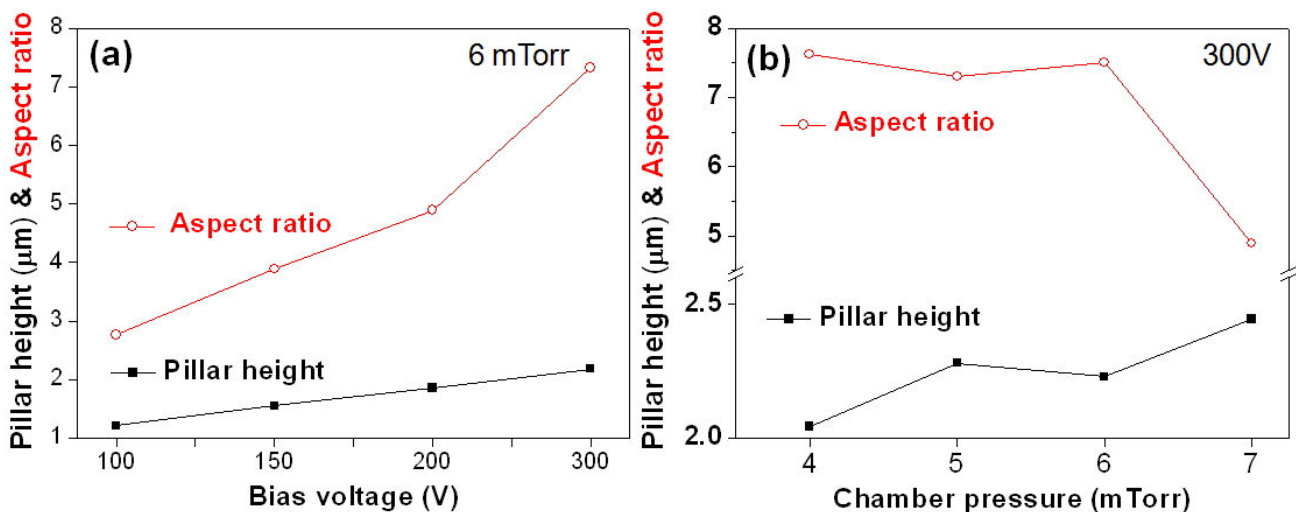 Pillar height (μm) & Aspect ratio
(a)
6 mTorr
Aspect ratio
Pillar height
8
7
6
5
4
3
2
1
100 150 200 300
Bias voltage (V)
Pillar height (μm) & Aspect ratio
(b)
300V
Aspect ratio
Pillar height
8
7
6
5
2.5
2.0
4 5 6 7
Chamber pressure (mTorr)